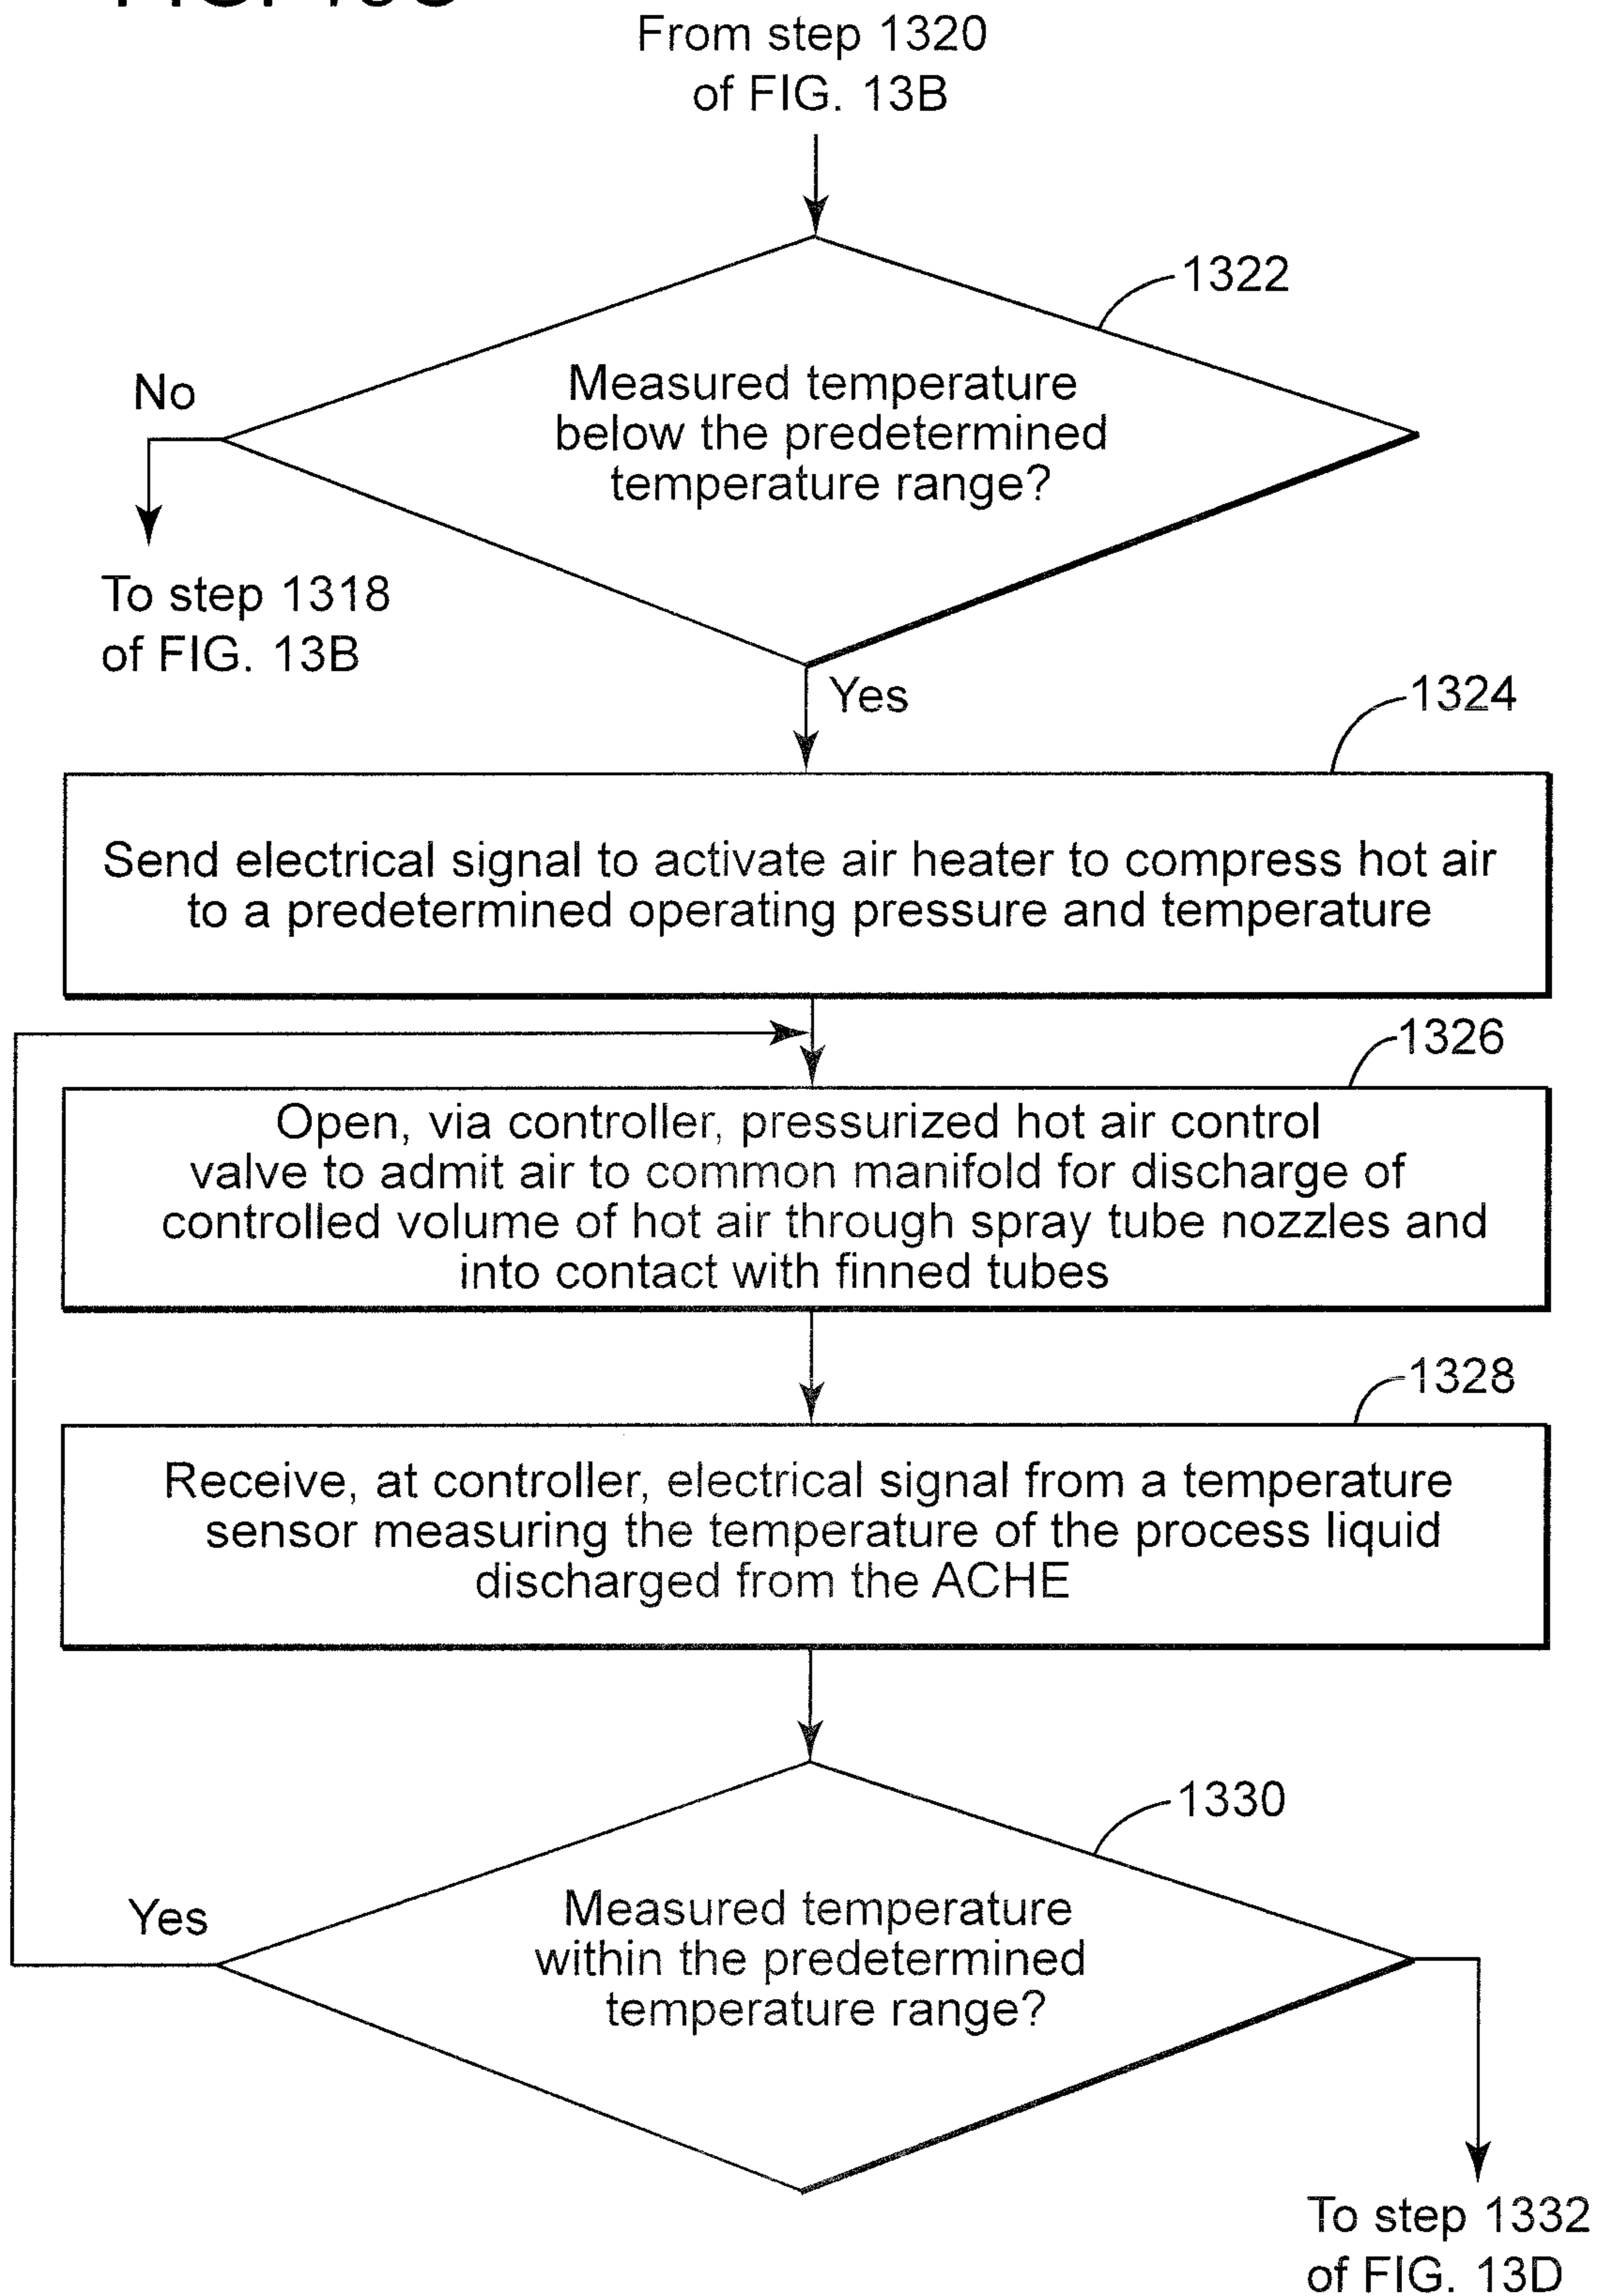 From step 1320
of FIG. 13B
1322
No
Measured temperature
below the predetermined
temperature range?
To step 1318
of FIG. 13B
Yes
1324
Send electrical signal to activate air heater to compress hot air
to a predetermined operating pressure and temperature
1326
Open, via controller, pressurized hot air control
valve to admit air to common manifold for discharge of
controlled volume of hot air through spray tube nozzles and
into contact with finned tubes
1328
Receive, at controller, electrical signal from a temperature
sensor measuring the temperature of the process liquid
discharged from the ACHE
1330
Yes
Measured temperature
within the predetermined
temperature range?
To step 1332
of FIG. 13D